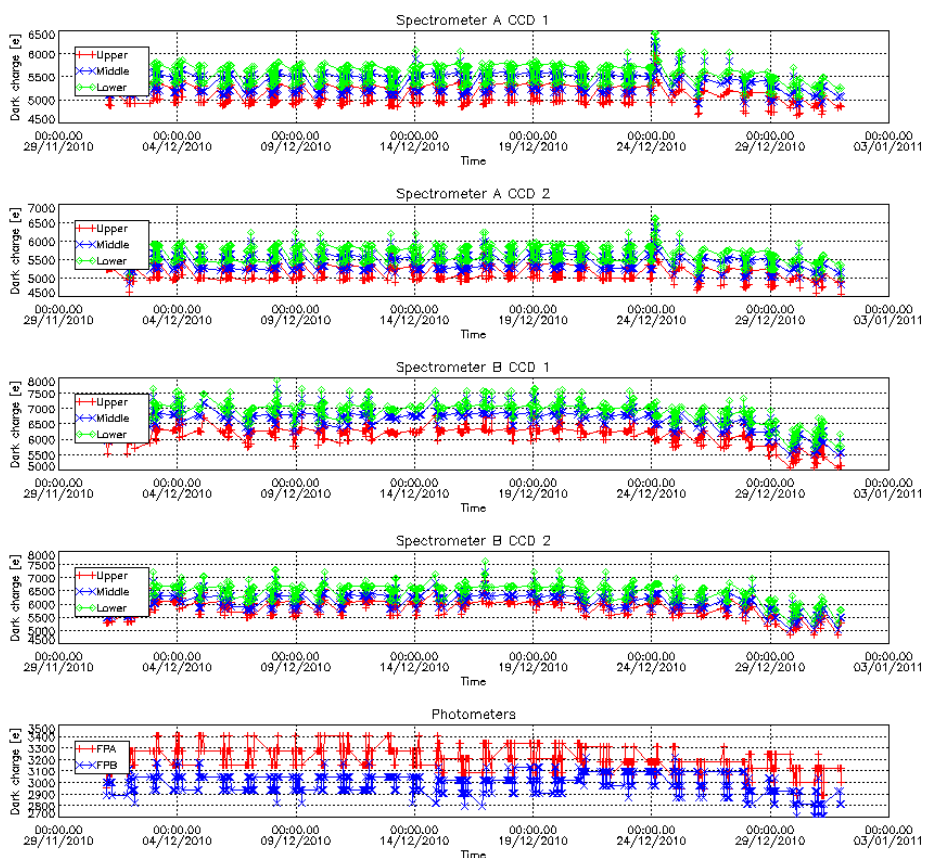 Spectrometer A CCD 1
6500
6000
5500
5000
4500
Dark charge [e]
Upper
Middle
Lower
00:00.00 00:00.00 00:00.00 00:00.00 00:00.00 00:00.00 00:00.00 00:00.00
29/11/2010 04/12/2010 09/12/2010 14/12/2010 19/12/2010 24/12/2010 29/12/2010 03/01/2011
Time
Spectrometer A CCD 2
7000
6500
6000
5500
5000
4500
Dark charge [e]
Upper
Middle
Lower
00:00.00 00:00.00 00:00.00 00:00.00 00:00.00 00:00.00 00:00.00 00:00.00
29/11/2010 04/12/2010 09/12/2010 14/12/2010 19/12/2010 24/12/2010 29/12/2010 03/01/2011
Time
Spectrometer B CCD 1
8000
7500
7000
6500
6000
5500
5000
Dark charge [e]
Upper
Middle
Lower
00:00.00 00:00.00 00:00.00 00:00.00 00:00.00 00:00.00 00:00.00 00:00.00
29/11/2010 04/12/2010 09/12/2010 14/12/2010 19/12/2010 24/12/2010 29/12/2010 03/01/2011
Time
Spectrometer B CCD 2
8000
7500
7000
6500
6000
5500
5000
4500
Dark charge [e]
Upper
Middle
Lower
00:00.00 00:00.00 00:00.00 00:00.00 00:00.00 00:00.00 00:00.00 00:00.00
29/11/2010 04/12/2010 09/12/2010 14/12/2010 19/12/2010 24/12/2010 29/12/2010 03/01/2011
Time
Photometers
3500
3400
3300
3200
3100
3000
2900
2800
2700
Dark charge [e]
FPA
FPB
00:00.00 00:00.00 00:00.00 00:00.00 00:00.00 00:00.00 00:00.00 00:00.00
29/11/2010 04/12/2010 09/12/2010 14/12/2010 19/12/2010 24/12/2010 29/12/2010 03/01/2011
Time